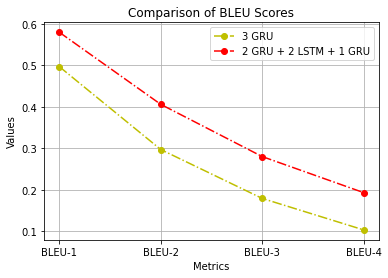 Comparison of BLEU Scores
3 GRU
2 GRU + 2 LSTM + 1 GRU
Values
0.6
0.5
0.4
0.3
0.2
0.1
BLEU-1 BLEU-2 BLEU-3 BLEU-4
Metrics